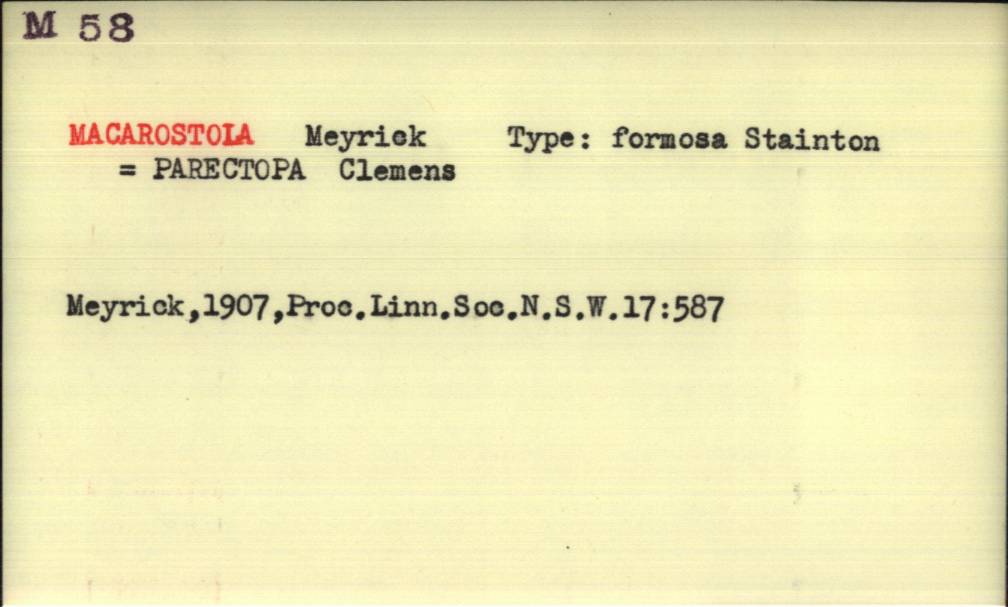 M 58
MACAROSTOLA Meyrick Type: formosa Stainton
= PARECTOPA Clemens
Meyrick,1907,Proc.Linn.Soc.N.S.W.17:587